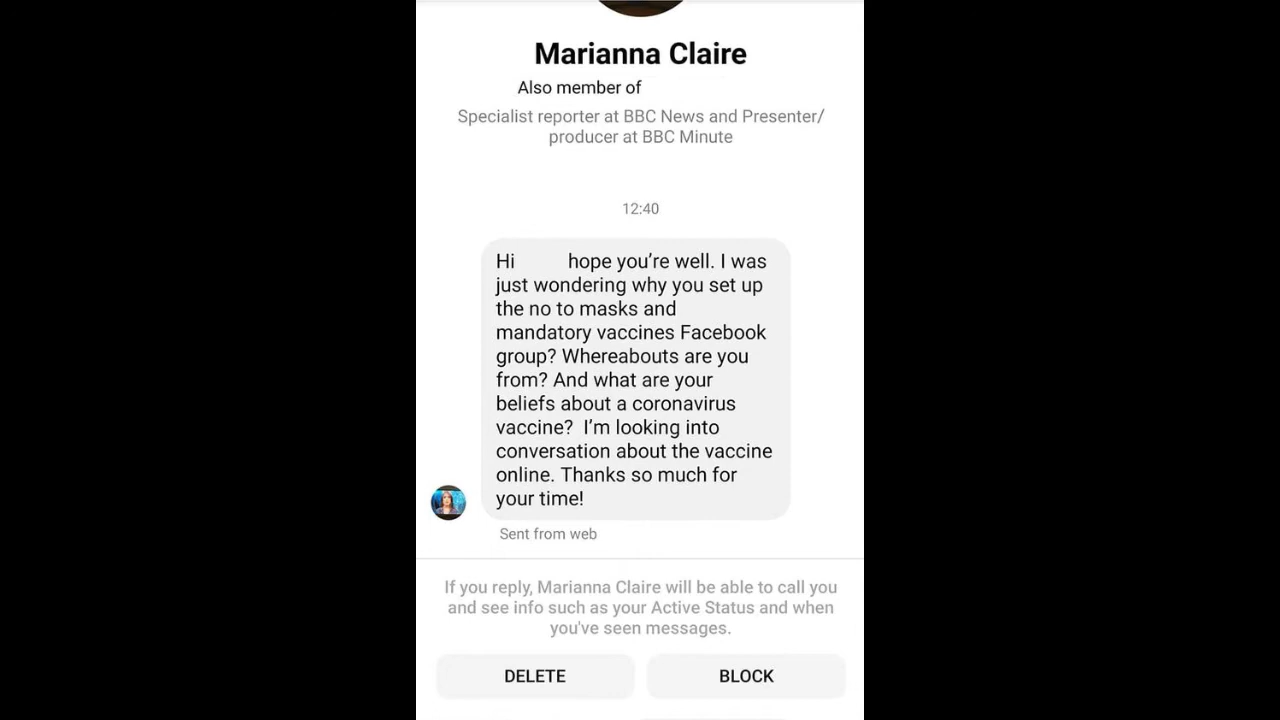 Marianna Claire
Also member of
Specialist reporter at BBC News and Presenter/
producer at BBC Minute
12:40
Hi hope you’re well. I was
just wondering why you set up
the no to masks and
mandatory vaccines Facebook
group? Whereabouts are you
from? And what are your
beliefs about a coronavirus
vaccine? I’m looking into
conversation about the vaccine
online. Thanks so much for
your time!
Sent from web
If you reply, Marianna Claire will be able to call you
and see info such as your Active Status and when
you've seen messages.
DELETE
BLOCK